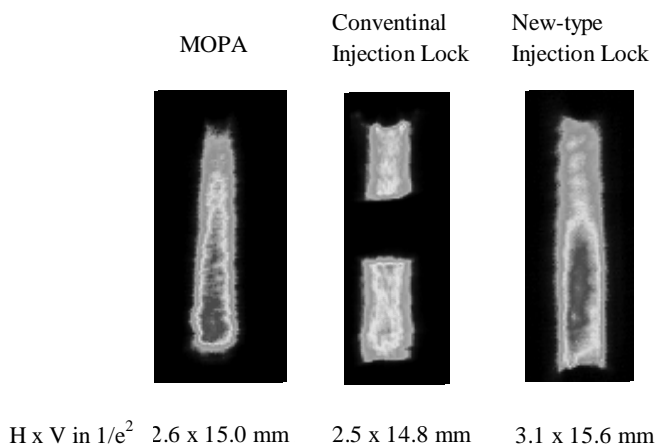 MOPA
Conventinal
Injection Lock
New-type
Injection Lock
H x V in 1/e2 2.6 x 15.0 mm 2.5 x 14.8 mm 3.1 x 15.6 mm